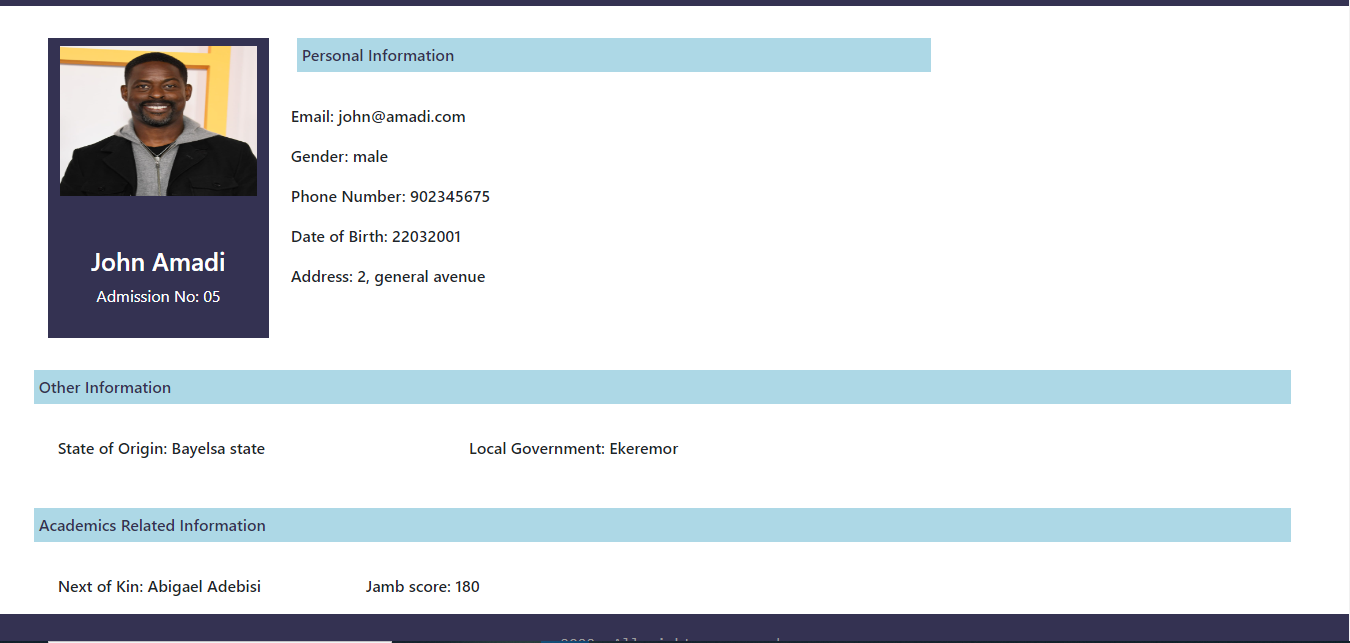 John Amadi
Admission No: 05
Personal Information
Email: john@amadi.com
Gender: male
Phone Number: 902345675
Date of Birth: 22032001
Address: 2, general avenue
Other Information
State of Origin: Bayelsa state
Local Government: Ekeremor
Academics Related Information
Next of Kin: Abigael Adebisi
Jamb score: 180